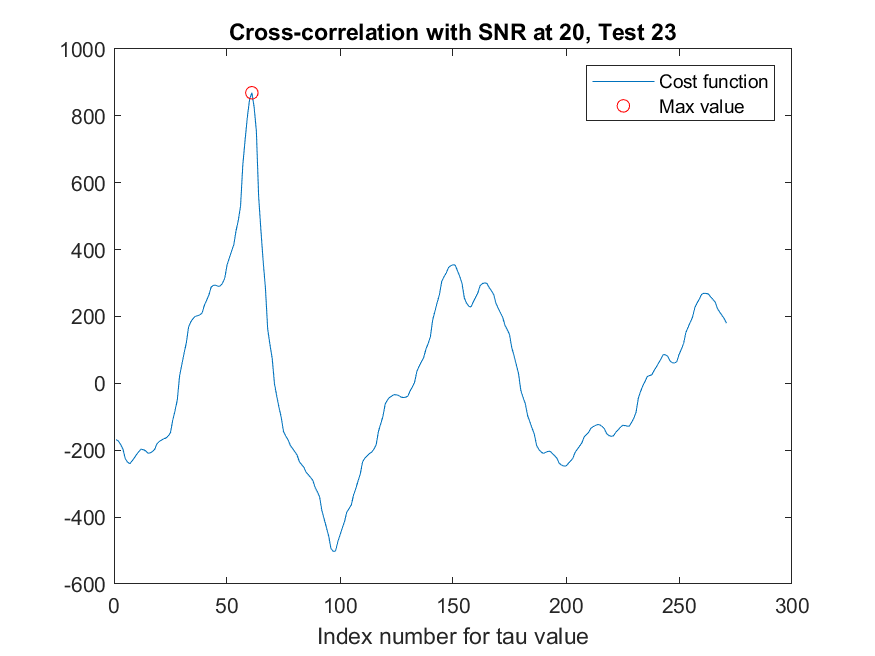 Cross-correlation with SNR at 20, Test 23
1000
800
600
400
200
0
-200
-400
-600
Cost function
Max value
0 50 100 150 200 250 300
Index number for tau value